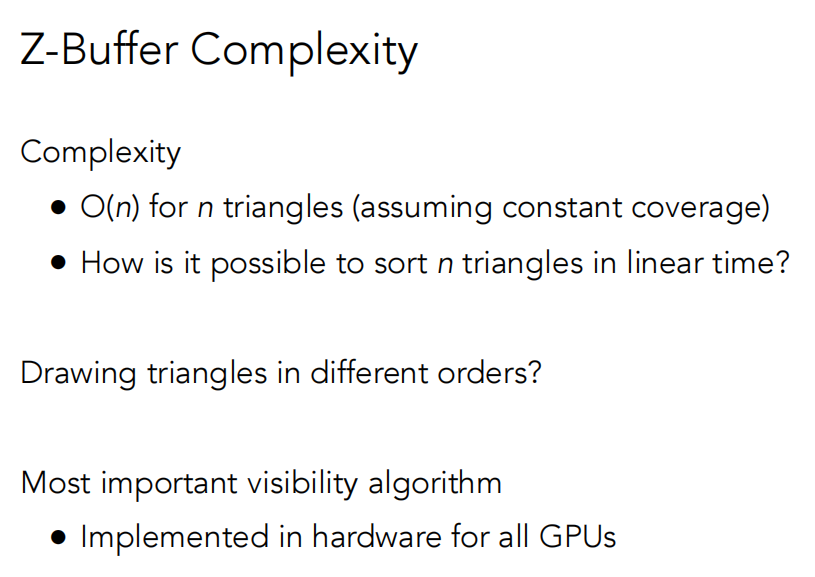 Z-Buffer Complexity
Complexity
● O(n) for n triangles (assuming constant coverage)
● How is it possible to sort n triangles in linear time?
Drawing triangles in different orders?
Most important visibility algorithm
● Implemented in hardware for all GPUs